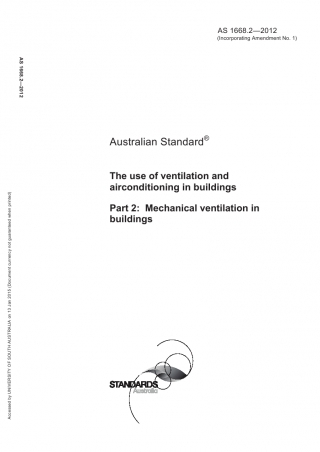 AS 1668.2—2012
(Incorporating Amendment No. 1)
AS 1668.2—2012
Australian Standard®
The use of ventilation and
airconditioning in buildings
Part 2: Mechanical ventilation in
buildings
STANDARDS
Australia
Accessed by UNIVERSITY OF SOUTH AUSTRALIA on 13 Jan 2015 (Document currency not guaranteed when printed)